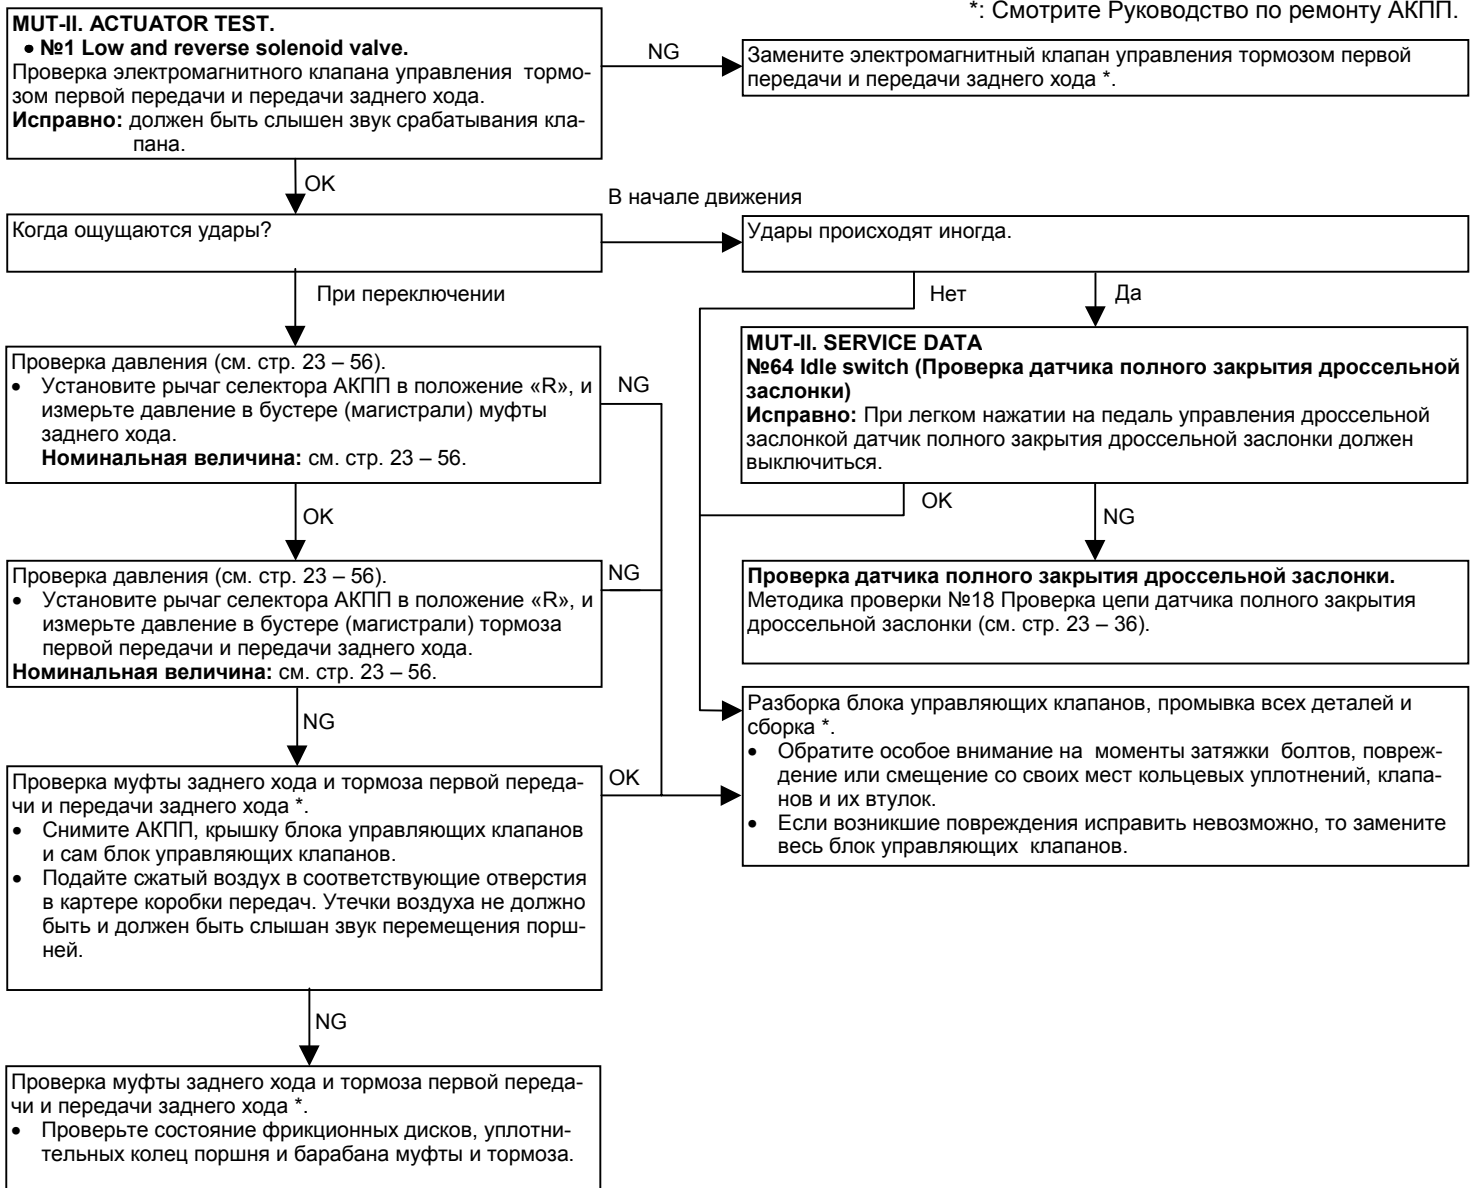 *: Смотрите Руководство по ремонту АКПП.
MUT-II. ACTUATOR TEST.
● №1 Low and reverse solenoid valve.
Проверка электромагнитного клапана управления тормо-
зом первой передачи и передачи заднего хода.
Исправно: должен быть слышен звук срабатывания кла-
пана.
NG
Замените электромагнитный клапан управления тормозом первой
передачи и передачи заднего хода *.
OK
Когда ощущаются удары?
В начале движения
Удары происходят иногда.
При переключении
Нет
Да
Проверка давления (см. стр. 23 – 56).
• Установите рычаг селектора АКПП в положение «R», и
измерьте давление в бустере (магистрали) муфты
заднего хода.
Номинальная величина: см. стр. 23 – 56.
NG
MUT-II. SERVICE DATA
№64 Idle switch (Проверка датчика полного закрытия дроссельной
заслонки)
Исправно: При легком нажатии на педаль управления дроссельной
заслонкой датчик полного закрытия дроссельной заслонки должен
выключиться.
OK
OK
NG
Проверка давления (см. стр. 23 – 56).
• Установите рычаг селектора АКПП в положение «R», и
измерьте давление в бустере (магистрали) тормоза
первой передачи и передачи заднего хода.
Номинальная величина: см. стр. 23 – 56.
NG
Проверка датчика полного закрытия дроссельной заслонки.
Методика проверки №18 Проверка цепи датчика полного закрытия
дроссельной заслонки (см. стр. 23 – 36).
NG
Разборка блока управляющих клапанов, промывка всех деталей и
сборка *.
• Обратите особое внимание на моменты затяжки болтов, повреж-
дение или смещение со своих мест кольцевых уплотнений, клапа-
нов и их втулок.
• Если возникшие повреждения исправить невозможно, то замените
весь блок управляющих клапанов.
Проверка муфты заднего хода и тормоза первой переда-
чи и передачи заднего хода *.
• Снимите АКПП, крышку блока управляющих клапанов
и сам блок управляющих клапанов.
• Подайте сжатый воздух в соответствующие отверстия
в картере коробки передач. Утечки воздуха не должно
быть и должен быть слышан звук перемещения порш-
ней.
OK
NG
Проверка муфты заднего хода и тормоза первой переда-
чи и передачи заднего хода *.
• Проверьте состояние фрикционных дисков, уплотни-
тельных колец поршня и барабана муфты и тормоза.